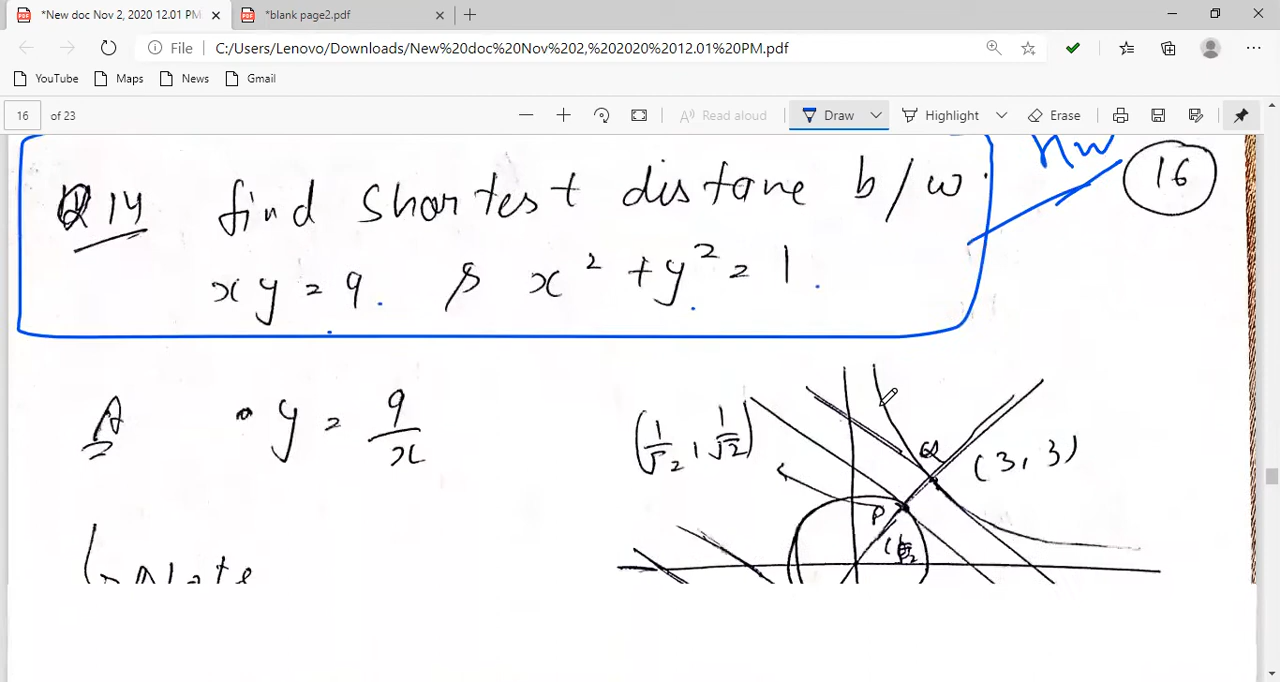 *New doc Nov 2, 2020 12.01 PM
*blank page2.pdf
File C:/Users/Lenovo/Downloads/New%20doc%20Nov%202,%202020%2012.01%20PM.pdf
YouTube Maps News Gmail
16 of 23 Read aloud Draw Highlight Erase
HW
16
Q14 find shortest distane b/w.
xy = 9. & x² + y² = 1.
A y = 9/x
(1/√2, 1/√2)
Q (3, 3)
P